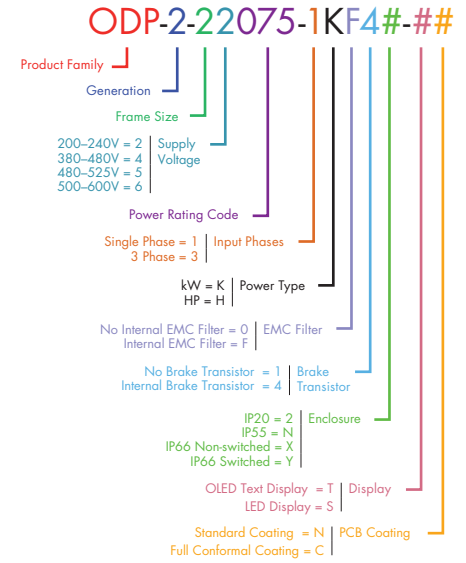 ODP-2-22075-1KF4#-##
Product Family
Generation
Frame Size
200–240V = 2 | Supply
380–480V = 4 | Voltage
480–525V = 5
500–600V = 6
Power Rating Code
Single Phase = 1 | Input Phases
3 Phase = 3
kW = K | Power Type
HP = H
No Internal EMC Filter = 0 | EMC Filter
Internal EMC Filter = F
No Brake Transistor = 1 | Brake
Internal Brake Transistor = 4 | Transistor
IP20 = 2 | Enclosure
IP55 = N
IP66 Non-switched = X
IP66 Switched = Y
OLED Text Display = T | Display
LED Display = S
Standard Coating = N | PCB Coating
Full Conformal Coating = C